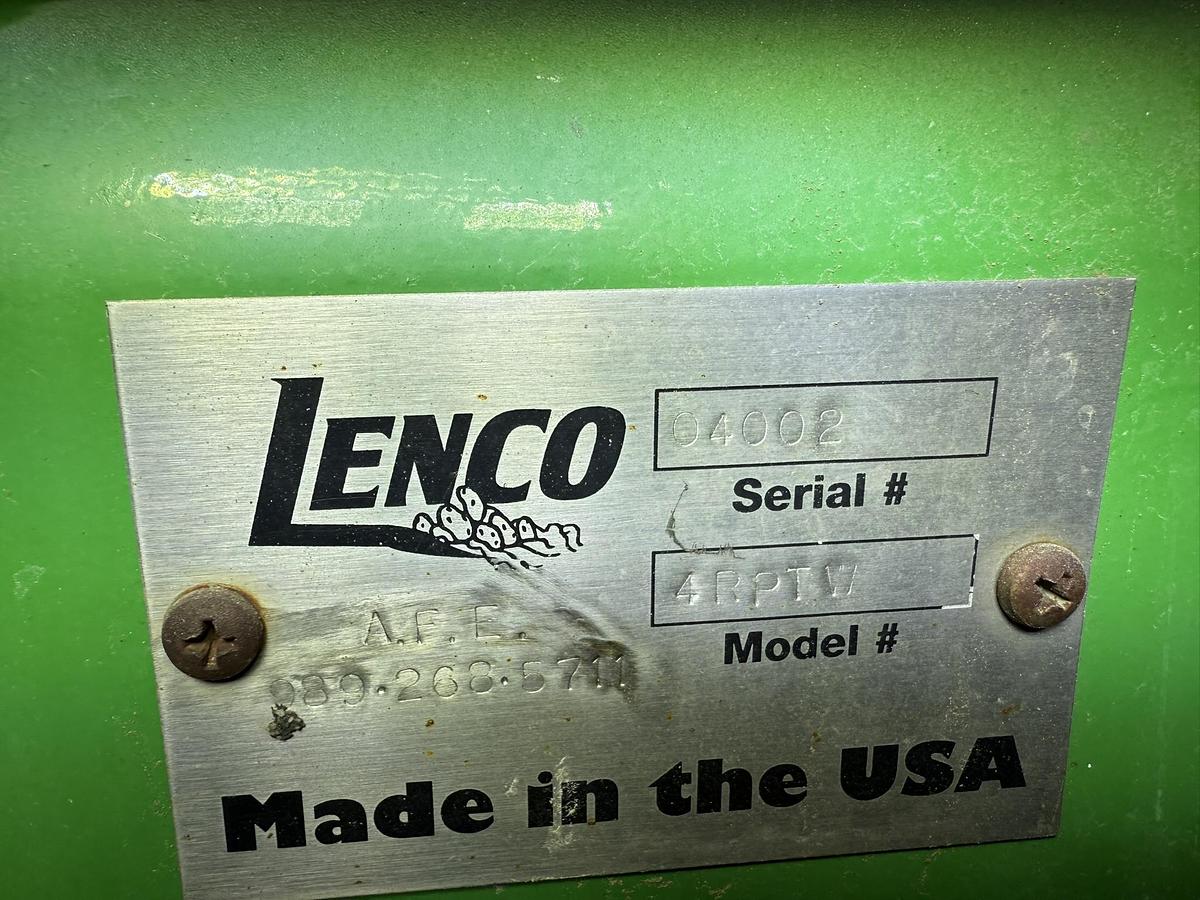 LENCO
04002
Serial #
4RPTW
Model #
A.F.E.
989·268·5711
Made in the USA